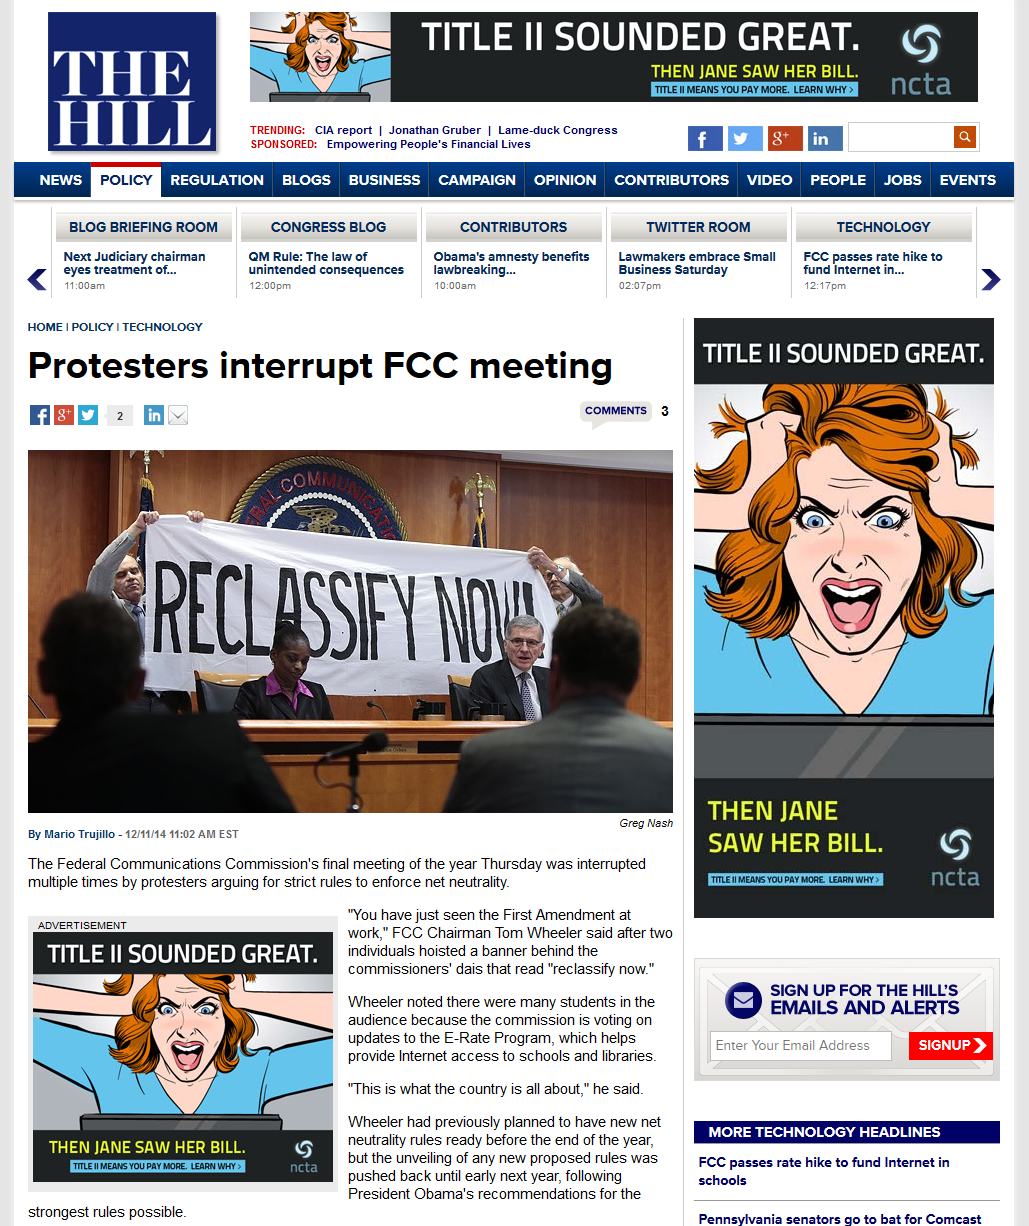 THE
HILL
TITLE II SOUNDED GREAT.
THEN JANE SAW HER BILL.
TITLE II MEANS YOU PAY MORE. LEARN WHY >
ncta
TRENDING: CIA report | Jonathan Gruber | Lame-duck Congress
SPONSORED: Empowering People's Financial Lives
NEWS POLICY REGULATION BLOGS BUSINESS CAMPAIGN OPINION CONTRIBUTORS VIDEO PEOPLE JOBS EVENTS
BLOG BRIEFING ROOM
Next Judiciary chairman
eyes treatment of...
11:00am
CONGRESS BLOG
QM Rule: The law of
unintended consequences
12:00pm
CONTRIBUTORS
Obama's amnesty benefits
lawbreaking...
10:00am
TWITTER ROOM
Lawmakers embrace Small
Business Saturday
02:07pm
TECHNOLOGY
FCC passes rate hike to
fund Internet in...
12:17pm
HOME | POLICY | TECHNOLOGY
Protesters interrupt FCC meeting
2
COMMENTS 3
RAL COMMUNICATIO
RECLASSIFY NOW!
Greg Nash
By Mario Trujillo - 12/11/14 11:02 AM EST
The Federal Communications Commission's final meeting of the year Thursday was interrupted
multiple times by protesters arguing for strict rules to enforce net neutrality.
ADVERTISEMENT
TITLE II SOUNDED GREAT.
THEN JANE SAW HER BILL.
TITLE II MEANS YOU PAY MORE. LEARN WHY >
ncta
"You have just seen the First Amendment at
work," FCC Chairman Tom Wheeler said after two
individuals hoisted a banner behind the
commissioners' dais that read "reclassify now."
Wheeler noted there were many students in the
audience because the commission is voting on
updates to the E-Rate Program, which helps
provide Internet access to schools and libraries.
"This is what the country is all about," he said.
Wheeler had previously planned to have new net
neutrality rules ready before the end of the year,
but the unveiling of any new proposed rules was
pushed back until early next year, following
President Obama's recommendations for the
strongest rules possible.
TITLE II SOUNDED GREAT.
THEN JANE
SAW HER BILL.
TITLE II MEANS YOU PAY MORE. LEARN WHY >
ncta
SIGN UP FOR THE HILL'S
EMAILS AND ALERTS
Enter Your Email Address
SIGNUP
MORE TECHNOLOGY HEADLINES
FCC passes rate hike to fund Internet in
schools
Pennsylvania senators go to bat for Comcast